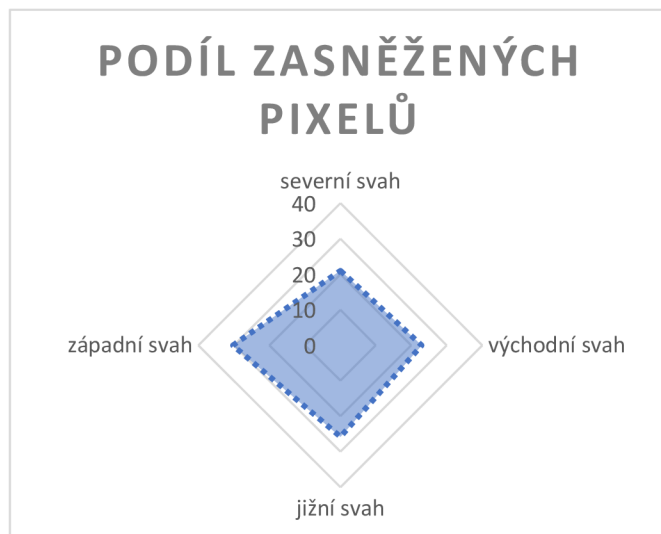 PODÍL ZASNĚŽENÝCH
PIXELŮ
severní svah
40
30
20
10
0
západní svah
východní svah
jižní svah